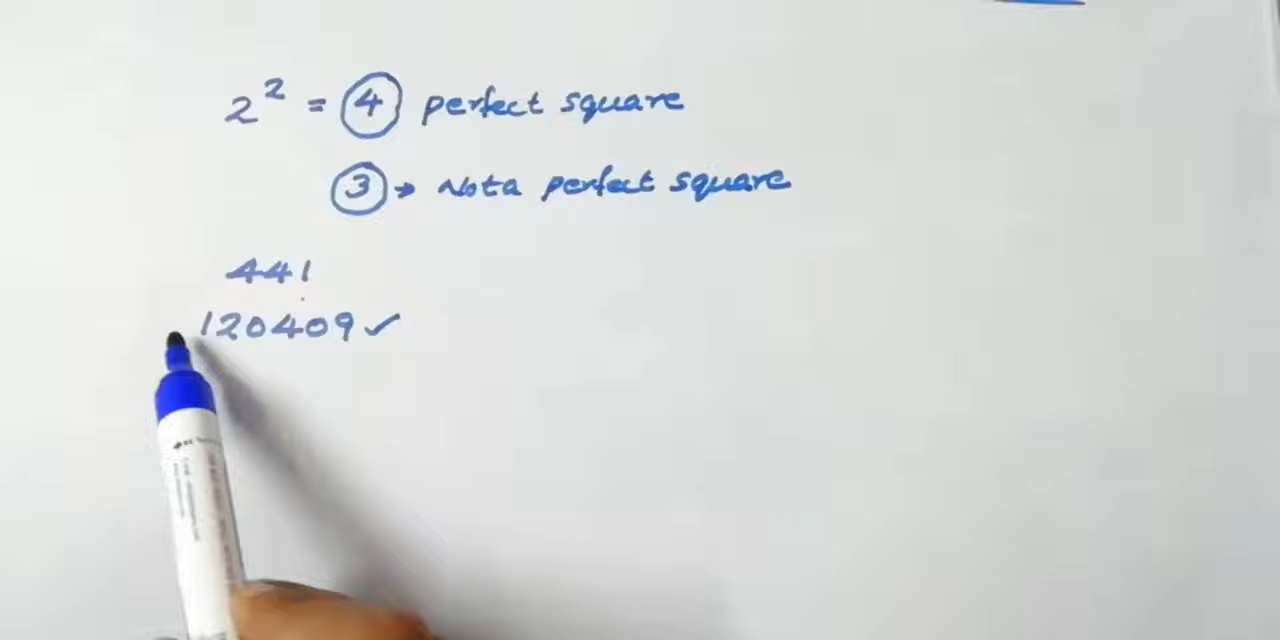 2² = 4 perfect square
3 → Not a perfect square
441
120409 ✓